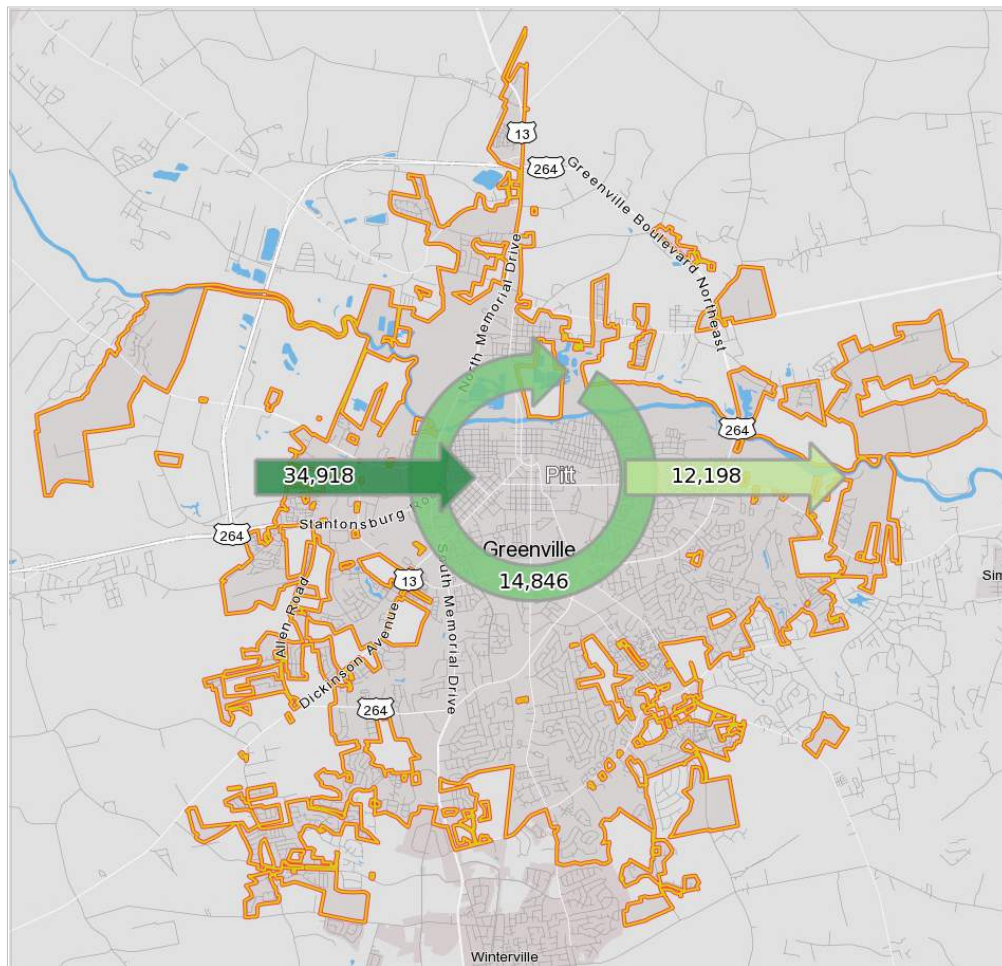 13
264
Greenville Boulevard Northeast
North Memorial Drive
264
34,918
Pitt
12,198
Stantonsburg Ro
264
Greenville
14,846
13
South Memorial Drive
Allen Road
Dickinson Avenue
Sim
264
Winterville